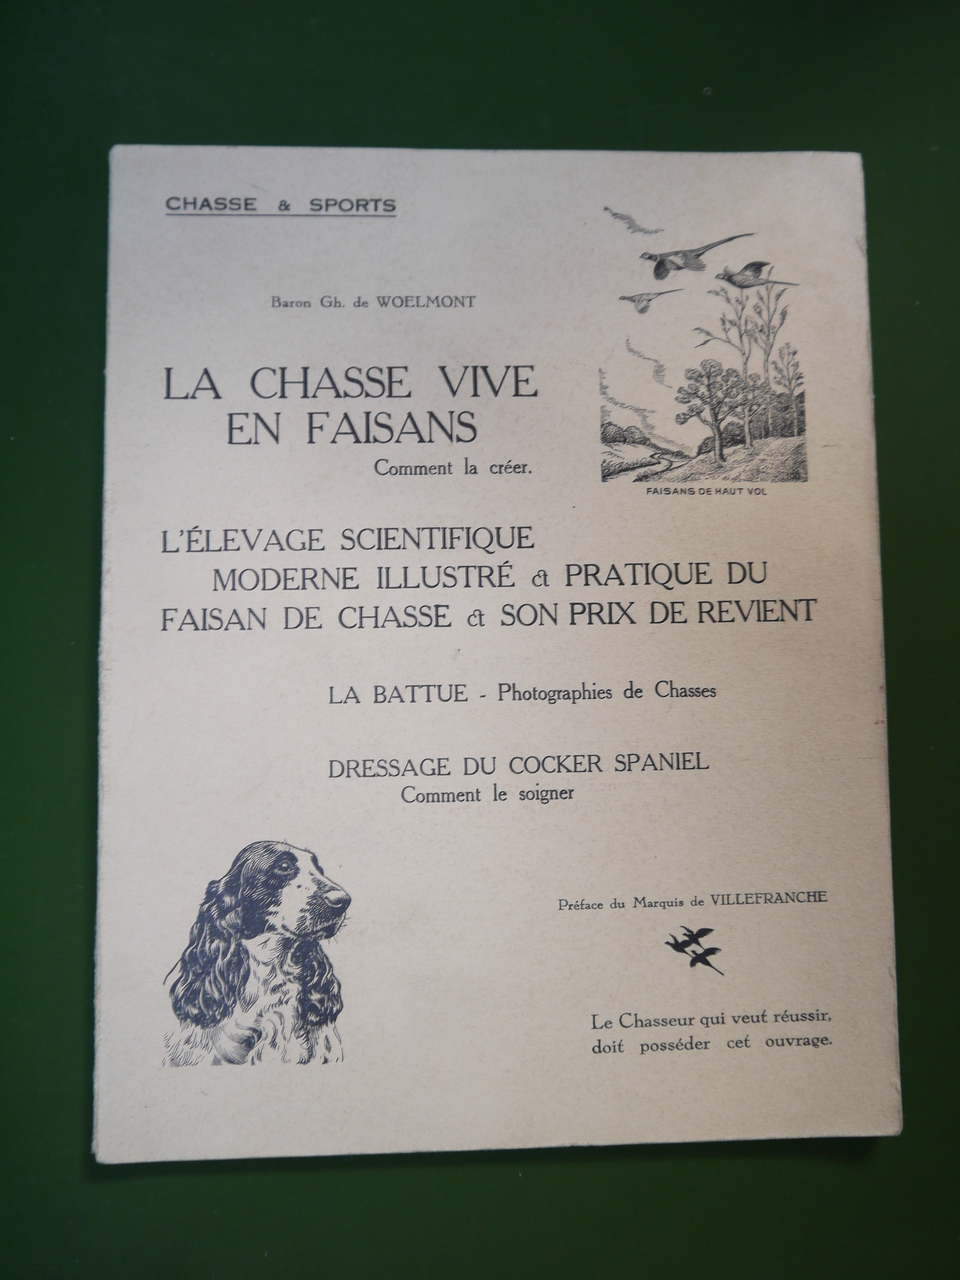 CHASSE & SPORTS
Baron Gh. de WOELMONT
LA CHASSE VIVE
EN FAISANS
Comment la créer.
FAISANS DE HAUT VOL
L'ÉLEVAGE SCIENTIFIQUE
MODERNE ILLUSTRÉ & PRATIQUE DU
FAISAN DE CHASSE & SON PRIX DE REVIENT
LA BATTUE - Photographies de Chasses
DRESSAGE DU COCKER SPANIEL
Comment le soigner
Préface du Marquis de VILLEFRANCHE
Le Chasseur qui veut réussir,
doit posséder cet ouvrage.